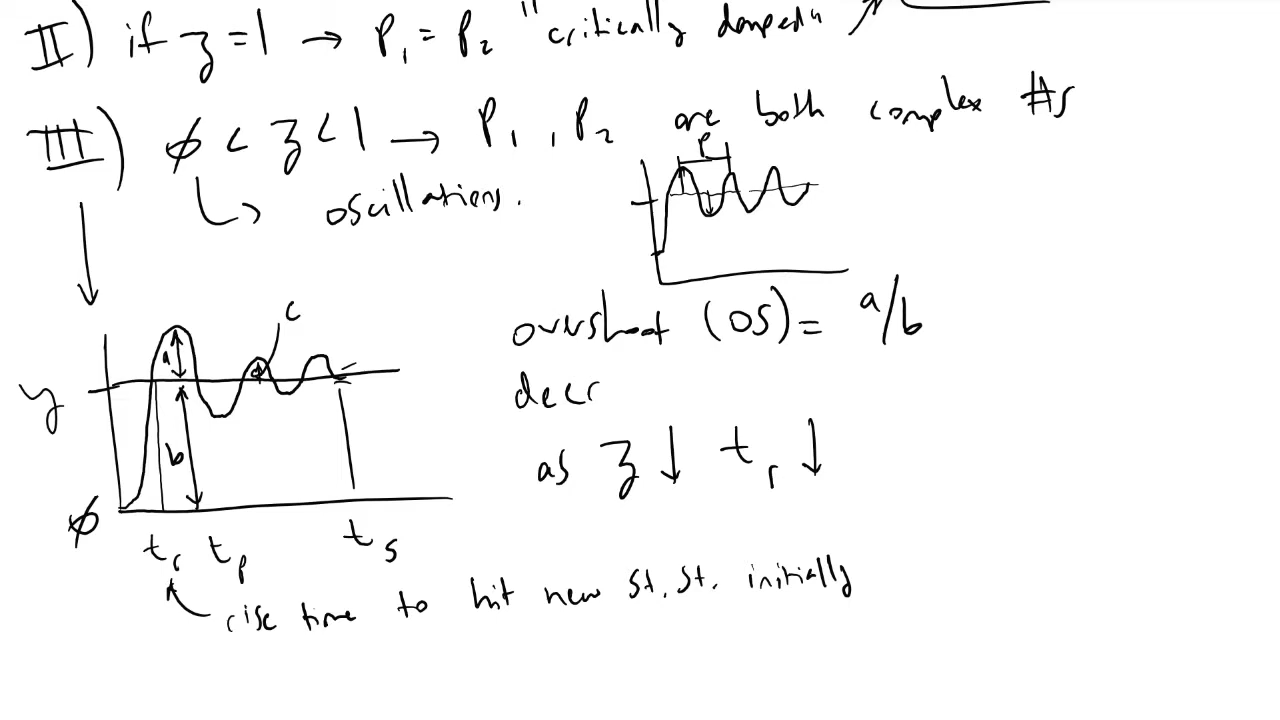 II) if ʒ = 1 → P₁ = P₂ "critically damped"
III) ϕ < ʒ < 1 → P₁, P₂ are both complex #s
↳ oscillations.
P
c
overshoot (OS) = a/b
a
y
decr
b
as ʒ ↓ tᵣ ↓
ϕ
tᵣ tₚ tₛ
rise time to hit new st. st. initially